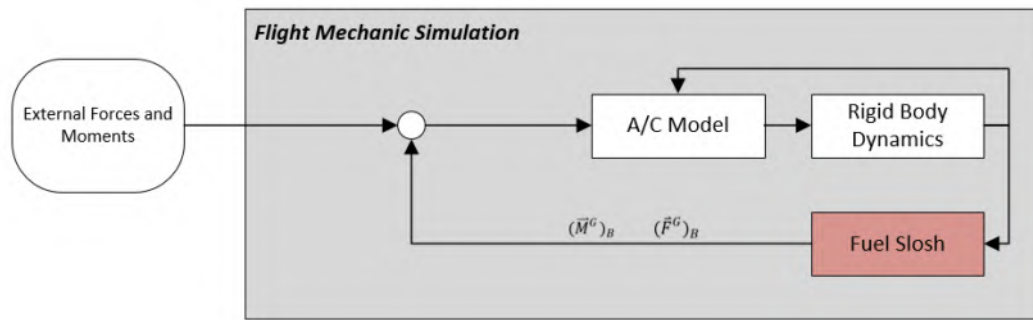 Flight Mechanic Simulation
External Forces and
Moments
A/C Model
Rigid Body
Dynamics
(M⃗ᴳ)_B (F⃗ᴳ)_B
Fuel Slosh